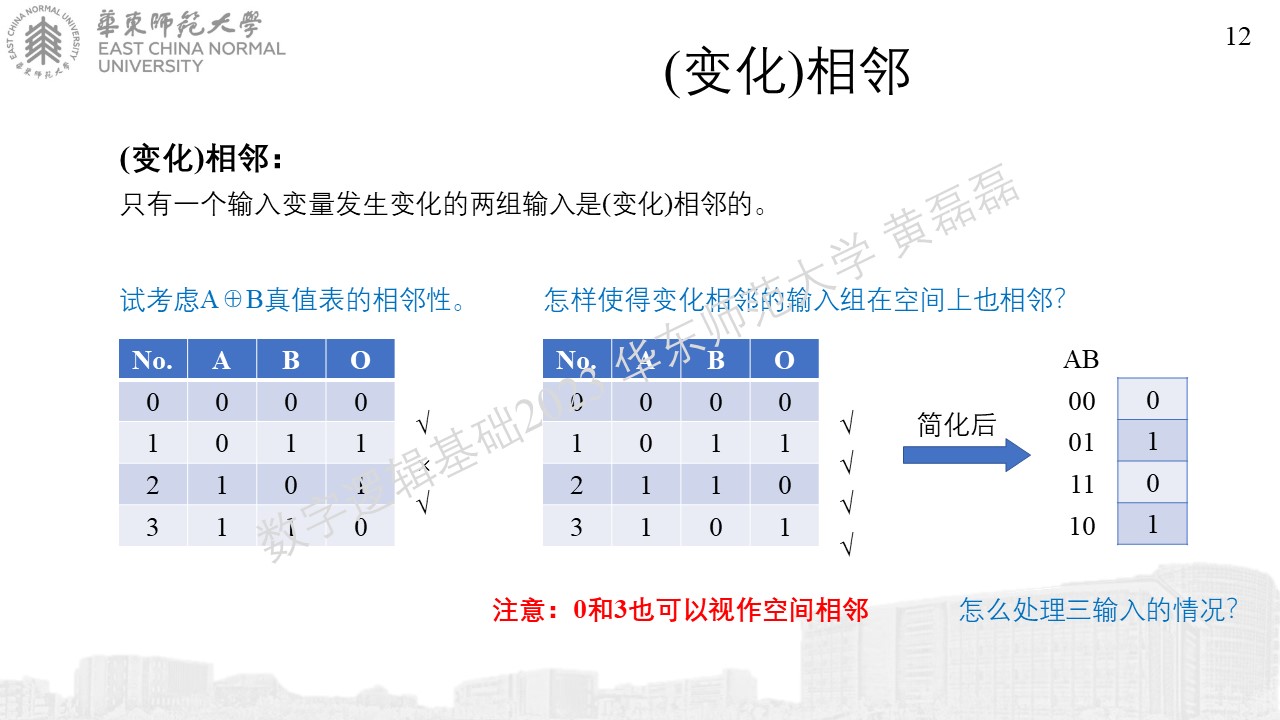 華東師範大學
EAST CHINA NORMAL
UNIVERSITY
EAST CHINA NORMAL UNIVERSITY
華東師範大學
12
(变化)相邻
(变化)相邻：
只有一个输入变量发生变化的两组输入是(变化)相邻的。
试考虑A⊕B真值表的相邻性。
No. A B O
0 0 0 0
√
1 0 1 1
×
2 1 0 1
√
3 1 1 0
怎样使得变化相邻的输入组在空间上也相邻？
No. A B O
0 0 0 0
√
1 0 1 1
√
2 1 1 0
√
3 1 0 1
√
简化后
AB
00 0
01 1
11 0
10 1
注意：0和3也可以视作空间相邻
怎么处理三输入的情况？
数字逻辑基础2023 华东师范大学 黄磊磊